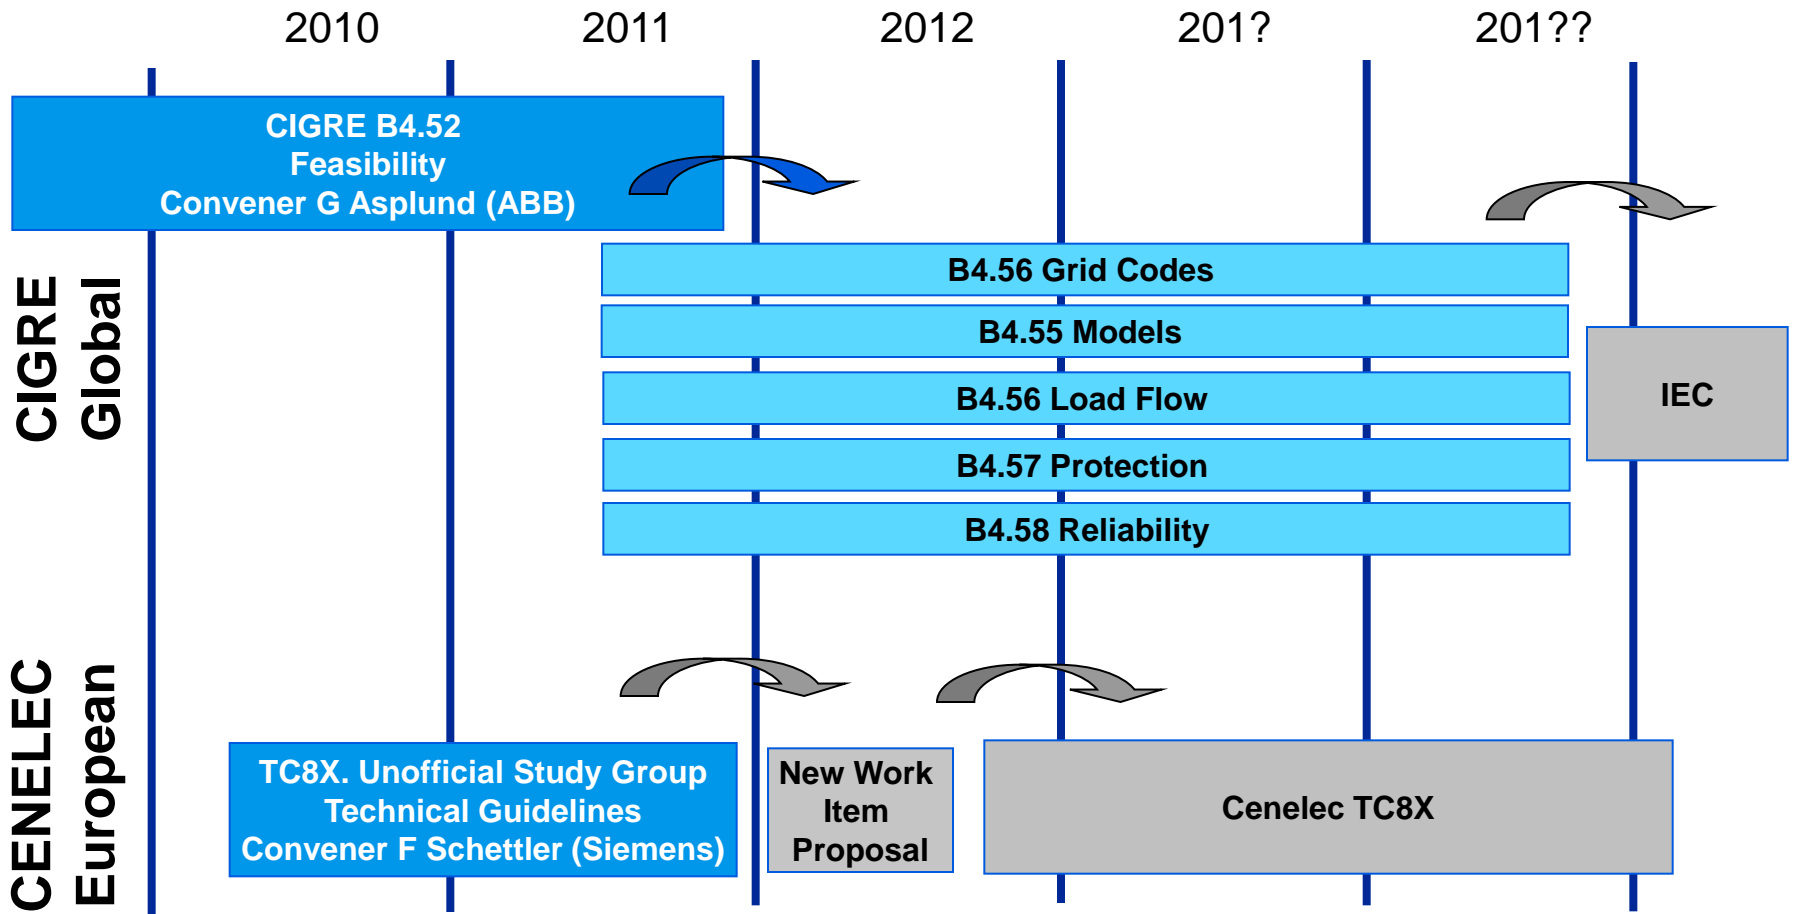 2010
2011
2012
201?
201??
CIGRE B4.52
Feasibility
Convener G Asplund (ABB)
CIGRE
Global
B4.56 Grid Codes
B4.55 Models
B4.56 Load Flow
B4.57 Protection
B4.58 Reliability
IEC
CENELEC
European
TC8X. Unofficial Study Group
Technical Guidelines
Convener F Schettler (Siemens)
New Work
Item
Proposal
Cenelec TC8X